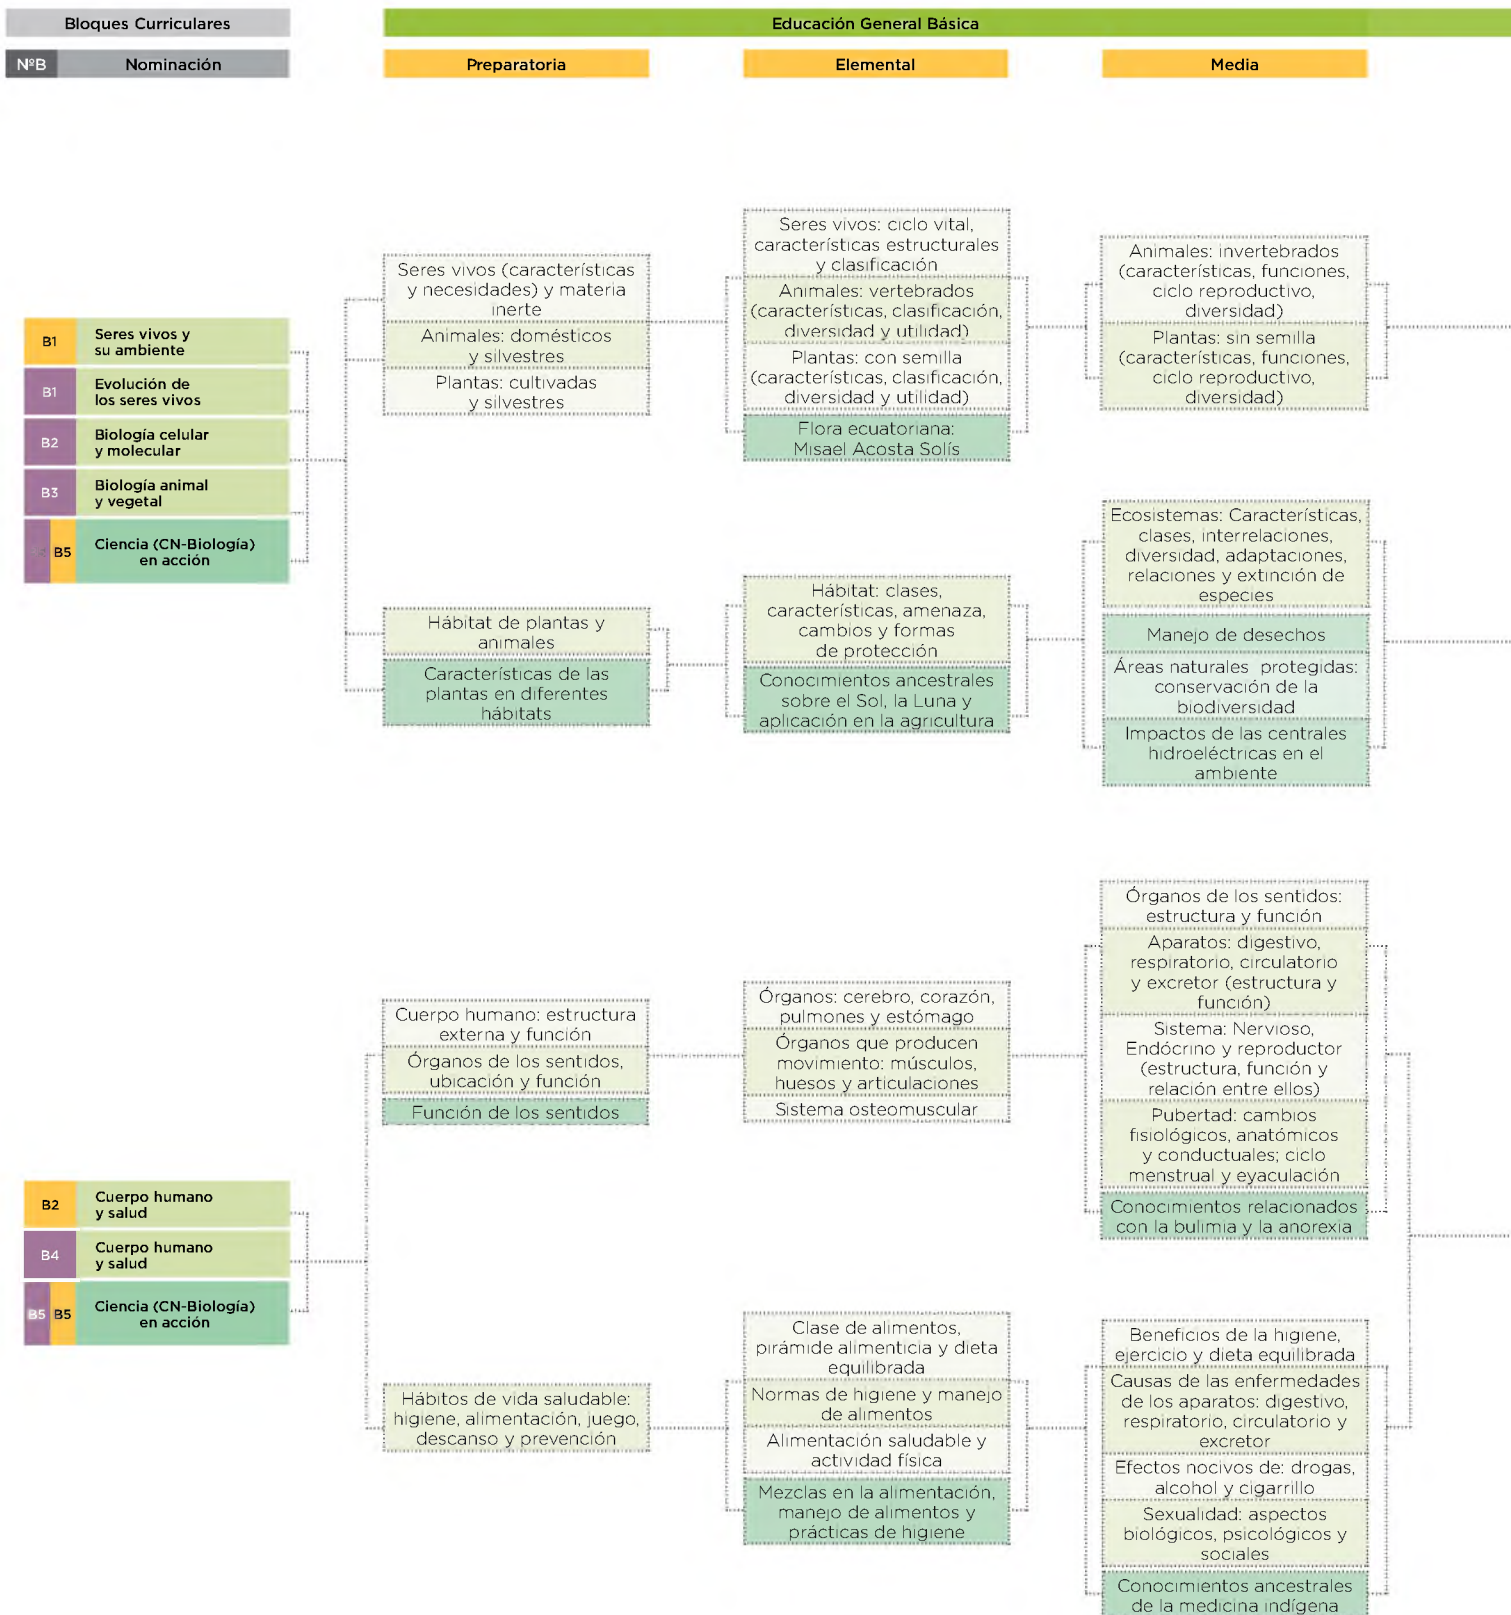 Bloques Curriculares
Educación General Básica
NºB
Nominación
Preparatoria
Elemental
Media
B1
Seres vivos y
su ambiente
B1
Evolución de
los seres vivos
B2
Biología celular
y molecular
B3
Biología animal
y vegetal
B5
Ciencia (CN-Biología)
en acción
Seres vivos (características
y necesidades) y materia
inerte
Animales: domésticos
y silvestres
Plantas: cultivadas
y silvestres
Seres vivos: ciclo vital,
características estructurales
y clasificación
Animales: vertebrados
(características, clasificación,
diversidad y utilidad)
Plantas: con semilla
(características, clasificación,
diversidad y utilidad)
Flora ecuatoriana:
Misael Acosta Solís
Animales: invertebrados
(características, funciones,
ciclo reproductivo,
diversidad)
Plantas: sin semilla
(características, funciones,
ciclo reproductivo,
diversidad)
Hábitat de plantas y
animales
Características de las
plantas en diferentes
hábitats
Hábitat: clases,
características, amenaza,
cambios y formas
de protección
Conocimientos ancestrales
sobre el Sol, la Luna y
aplicación en la agricultura
Ecosistemas: Características,
clases, interrelaciones,
diversidad, adaptaciones,
relaciones y extinción de
especies
Manejo de desechos
Áreas naturales protegidas:
conservación de la
biodiversidad
Impactos de las centrales
hidroeléctricas en el
ambiente
B2
Cuerpo humano
y salud
B4
Cuerpo humano
y salud
B5 B5
Ciencia (CN-Biología)
en acción
Cuerpo humano: estructura
externa y función
Órganos de los sentidos,
ubicación y función
Función de los sentidos
Órganos: cerebro, corazón,
pulmones y estómago
Órganos que producen
movimiento: músculos,
huesos y articulaciones
Sistema osteomuscular
Órganos de los sentidos:
estructura y función
Aparatos: digestivo,
respiratorio, circulatorio
y excretor (estructura y
función)
Sistema: Nervioso,
Endócrino y reproductor
(estructura, función y
relación entre ellos)
Pubertad: cambios
fisiológicos, anatómicos
y conductuales; ciclo
menstrual y eyaculación
Conocimientos relacionados
con la bulimia y la anorexia
Hábitos de vida saludable:
higiene, alimentación, juego,
descanso y prevención
Clase de alimentos,
pirámide alimenticia y dieta
equilibrada
Normas de higiene y manejo
de alimentos
Alimentación saludable y
actividad física
Mezclas en la alimentación,
manejo de alimentos y
prácticas de higiene
Beneficios de la higiene,
ejercicio y dieta equilibrada
Causas de las enfermedades
de los aparatos: digestivo,
respiratorio, circulatorio y
excretor
Efectos nocivos de: drogas,
alcohol y cigarrillo
Sexualidad: aspectos
biológicos, psicológicos y
sociales
Conocimientos ancestrales
de la medicina indígena